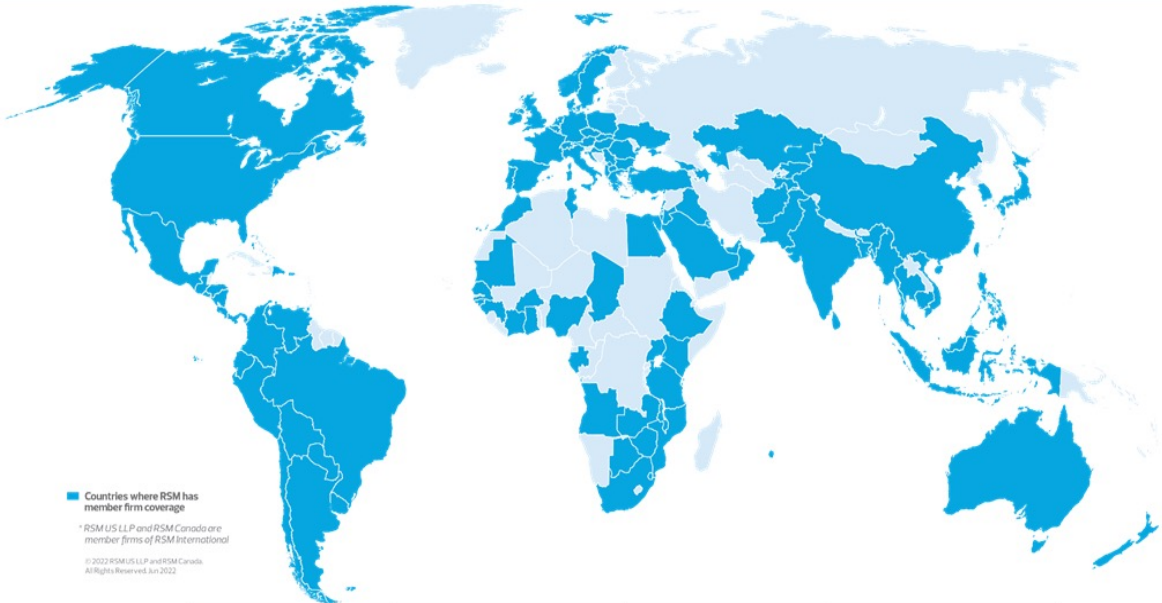 Countries where RSM has
member firm coverage
* RSM US LLP and RSM Canada are
member firms of RSM International
© 2022 RSM US LLP and RSM Canada.
All Rights Reserved. Jun 2022